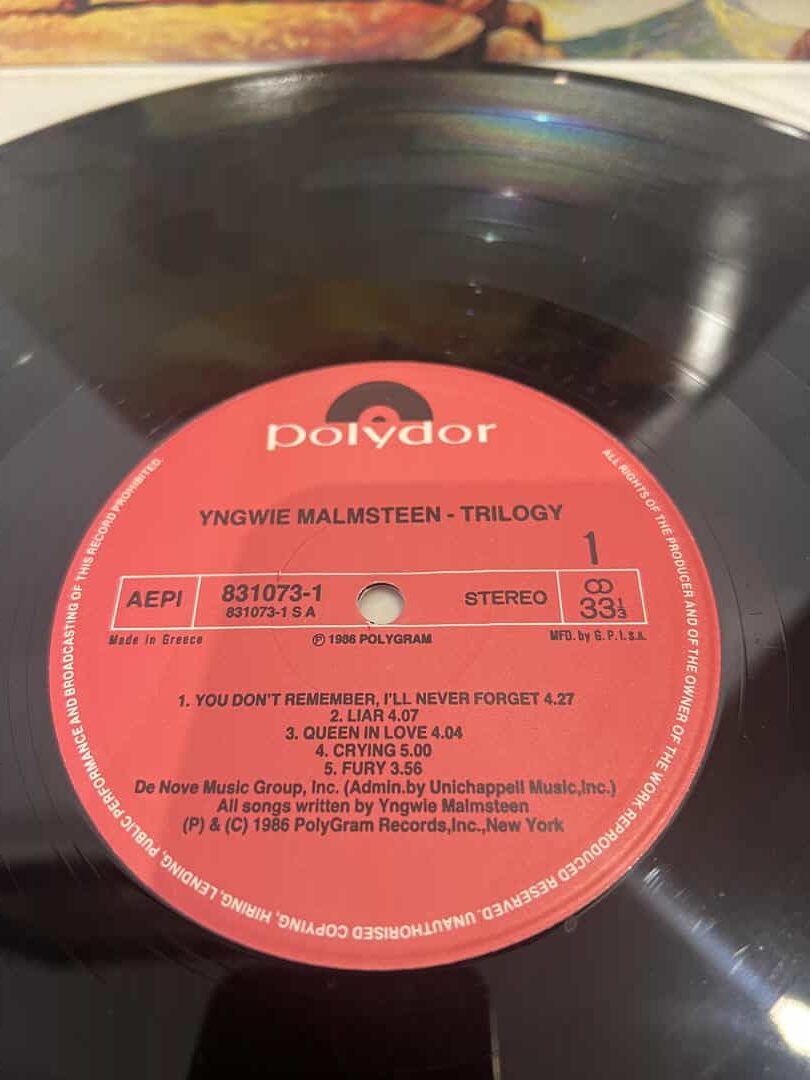 polydor
YNGWIE MALMSTEEN - TRILOGY
1
AEPI
831073-1
831073-1 S A
STEREO
33 1/3
Made in Greece
℗ 1986 POLYGRAM
MFD. by G. P. I. s.a.
1. YOU DON'T REMEMBER, I'LL NEVER FORGET 4.27
2. LIAR 4.07
3. QUEEN IN LOVE 4.04
4. CRYING 5.00
5. FURY 3.56
De Nove Music Group, Inc. (Admin.by Unichappell Music,Inc.)
All songs written by Yngwie Malmsteen
(P) & (C) 1986 PolyGram Records,Inc.,New York
ALL RIGHTS OF THE PRODUCER AND OF THE OWNER OF THE WORK REPRODUCED RESERVED. UNAUTHORISED COPYING, HIRING, LENDING, PUBLIC PERFORMANCE AND BROADCASTING OF THIS RECORD PROHIBITED.